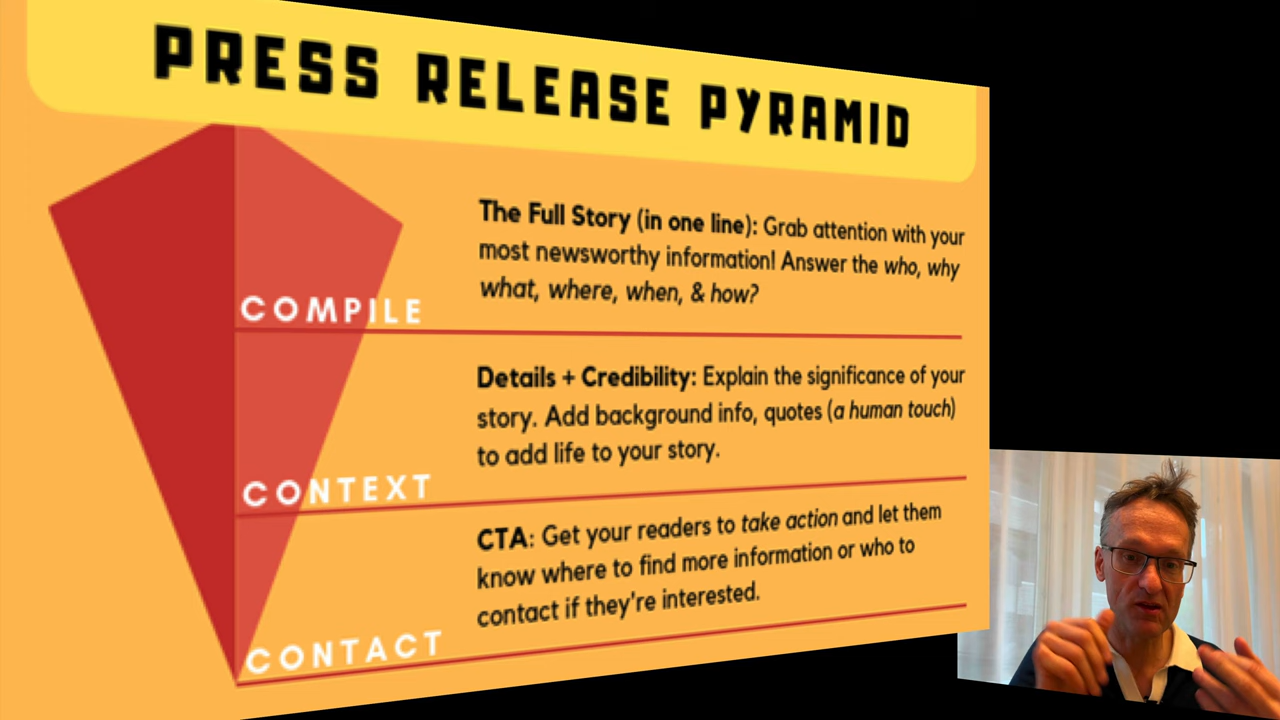 PRESS RELEASE PYRAMID
The Full Story (in one line): Grab attention with your
most newsworthy information! Answer the who, why
what, where, when, & how?
COMPILE
Details + Credibility: Explain the significance of your
story. Add background info, quotes (a human touch)
to add life to your story.
CONTEXT
CTA: Get your readers to take action and let them
know where to find more information or who to
contact if they're interested.
CONTACT